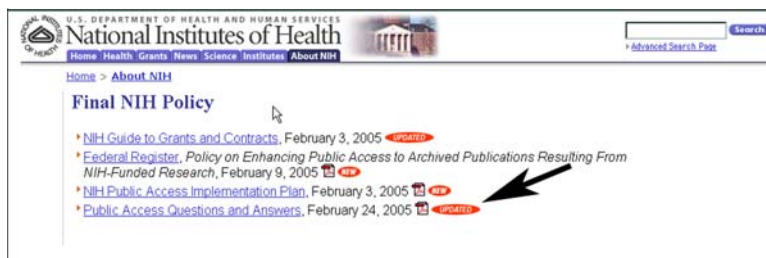 U.S. DEPARTMENT OF HEALTH AND HUMAN SERVICES
National Institutes of Health
Search
Advanced Search Page
Home Health Grants News Science Institutes About NIH
Home > About NIH
Final NIH Policy
NIH Guide to Grants and Contracts, February 3, 2005 UPDATED
Federal Register, Policy on Enhancing Public Access to Archived Publications Resulting From
NIH-Funded Research, February 9, 2005 NEW
NIH Public Access Implementation Plan, February 3, 2005 NEW
Public Access Questions and Answers, February 24, 2005 UPDATED